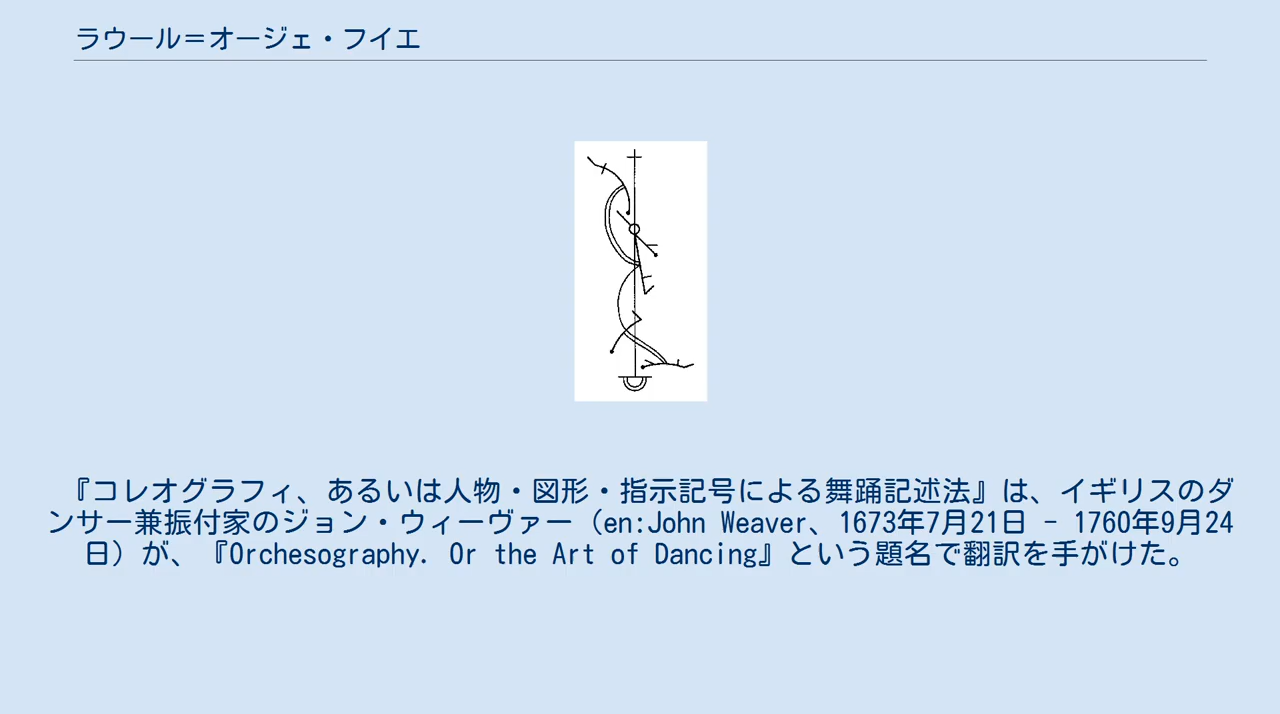 ラウール＝オージェ・フイエ
『コレオグラフィ、あるいは人物・図形・指示記号による舞踊記述法』は、イギリスのダ
ンサー兼振付家のジョン・ウィーヴァー（en:John Weaver、1673年7月21日 - 1760年9月24
日）が、『Orchesography. Or the Art of Dancing』という題名で翻訳を手がけた。